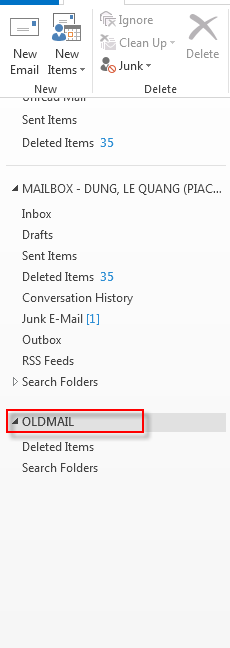 New Email
New Items
Ignore
Clean Up
Junk
Delete
New
Delete
Unread Mail
Sent Items
Deleted Items 35
MAILBOX - DUNG, LE QUANG (PIAC...
Inbox
Drafts
Sent Items
Deleted Items 35
Conversation History
Junk E-Mail [1]
Outbox
RSS Feeds
Search Folders
OLDMAIL
Deleted Items
Search Folders